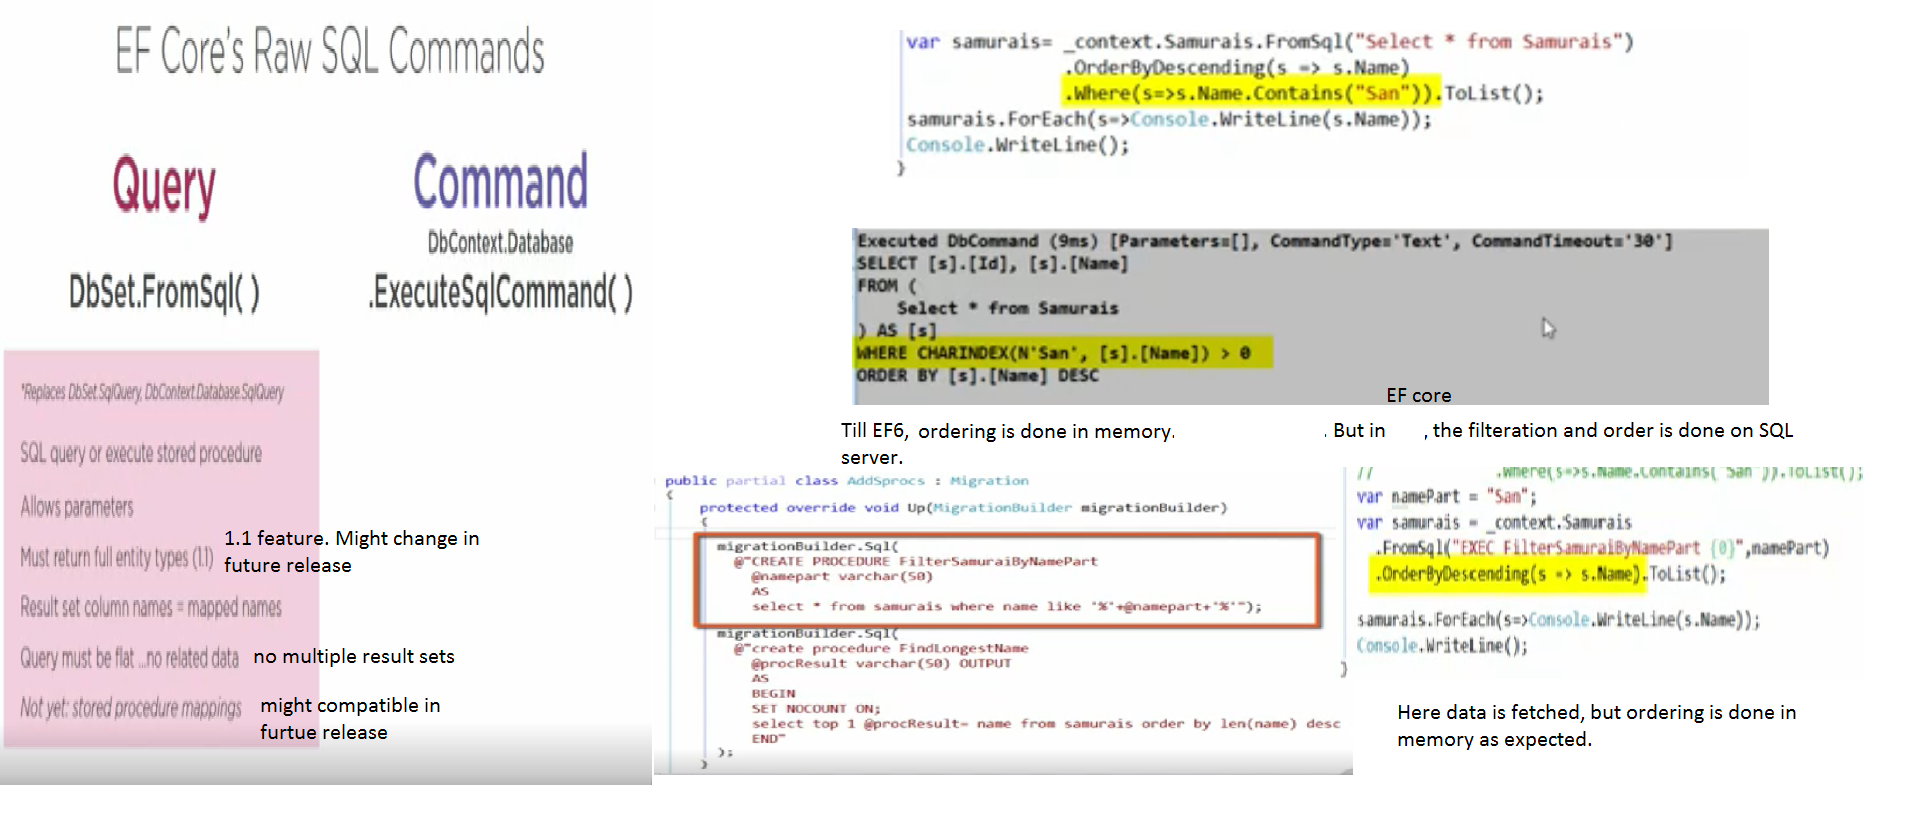 EF Core's Raw SQL Commands
Query
DbSet.FromSql( )
Command
DbContext.Database
.ExecuteSqlCommand( )
*Replaces DbSet.SqlQuery, DbContext.Database.SqlQuery
SQL query or execute stored procedure
Allows parameters
Must return full entity types (1.1)
1.1 feature. Might change in
future release
Result set column names = mapped names
Query must be flat ...no related data
no multiple result sets
Not yet: stored procedure mappings
might compatible in
furtue release
var samurais= _context.Samurais.FromSql("Select * from Samurais")
.OrderByDescending(s => s.Name)
.Where(s=>s.Name.Contains("San")).ToList();
samurais.ForEach(s=>Console.WriteLine(s.Name));
Console.WriteLine();
}
Executed DbCommand (9ms) [Parameters=[], CommandType='Text', CommandTimeout='30']
SELECT [s].[Id], [s].[Name]
FROM (
Select * from Samurais
) AS [s]
WHERE CHARINDEX(N'San', [s].[Name]) > 0
ORDER BY [s].[Name] DESC
EF core
Till EF6, ordering is done in memory. . But in , the filteration and order is done on SQL
server.
public partial class AddSprocs : Migration
{
protected override void Up(MigrationBuilder migrationBuilder)
{
migrationBuilder.Sql(
@"CREATE PROCEDURE FilterSamuraiByNamePart
@namepart varchar(50)
AS
select * from samurais where name like '%'+@namepart+'%'");
migrationBuilder.Sql(
@"create procedure FindLongestName
@procResult varchar(50) OUTPUT
AS
BEGIN
SET NOCOUNT ON;
select top 1 @procResult= name from samurais order by len(name) desc
END"
);
}
// .Where(s=>s.Name.Contains("San")).ToList();
var namePart = "San";
var samurais = _context.Samurais
.FromSql("EXEC FilterSamuraiByNamePart {0}",namePart)
.OrderByDescending(s => s.Name).ToList();
samurais.ForEach(s=>Console.WriteLine(s.Name));
Console.WriteLine();
}
Here data is fetched, but ordering is done in
memory as expected.